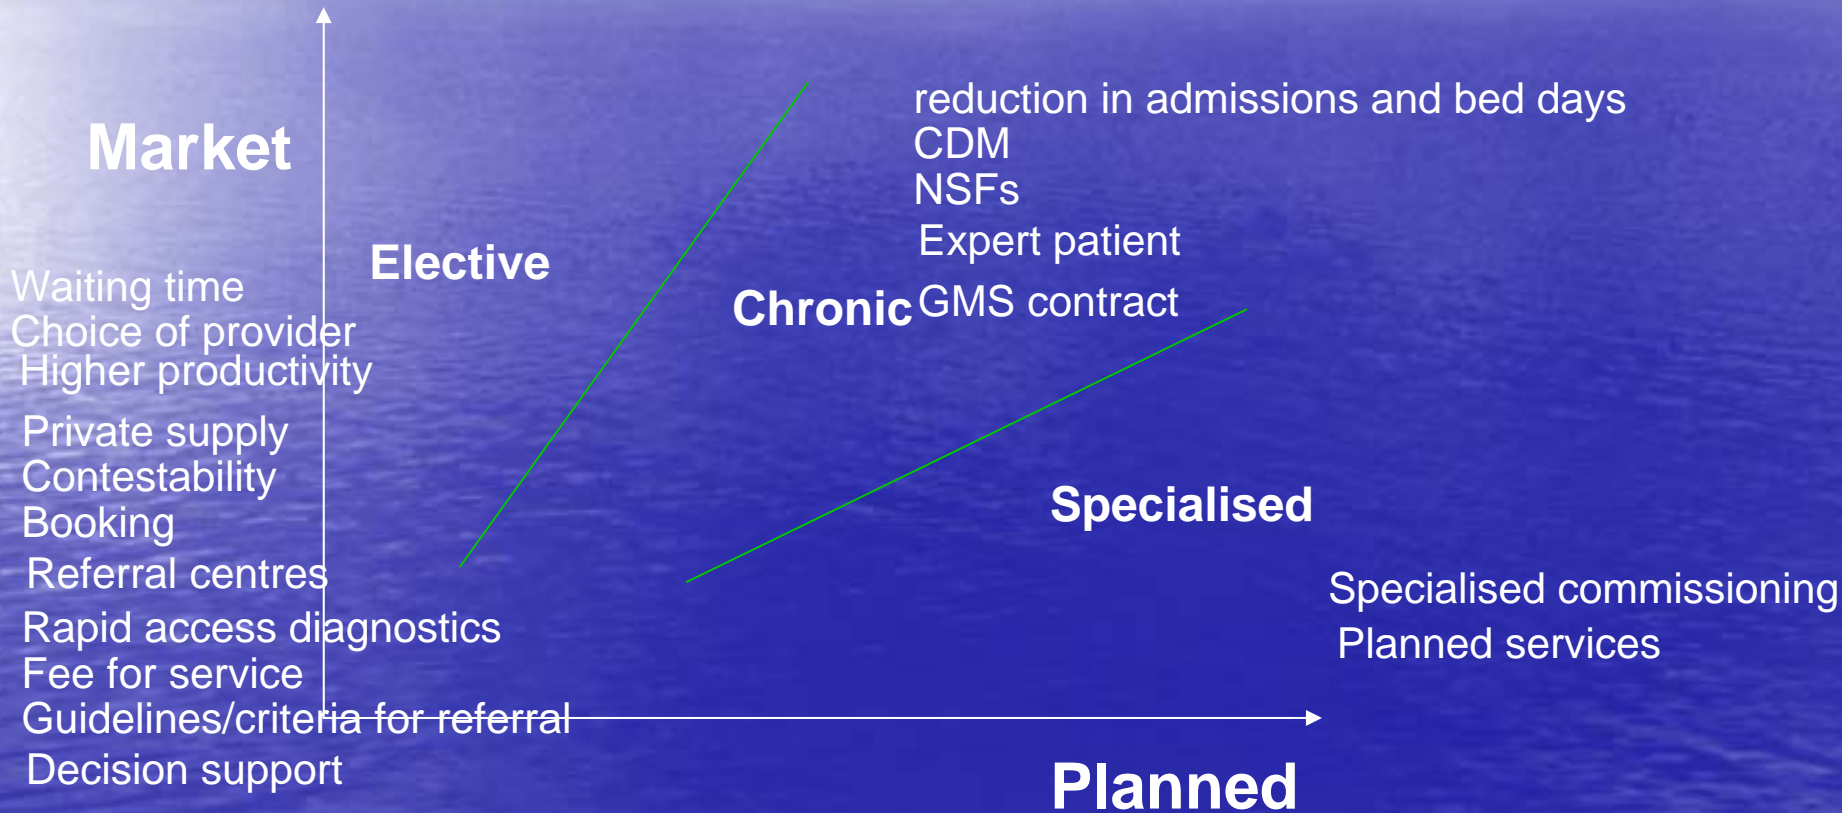 Market
Elective
Waiting time
Choice of provider
Higher productivity
Private supply
Contestability
Booking
Referral centres
Rapid access diagnostics
Fee for service
Guidelines/criteria for referral
Decision support
reduction in admissions and bed days
CDM
NSFs
Expert patient
Chronic
GMS contract
Specialised
Specialised commissioning
Planned services
Planned